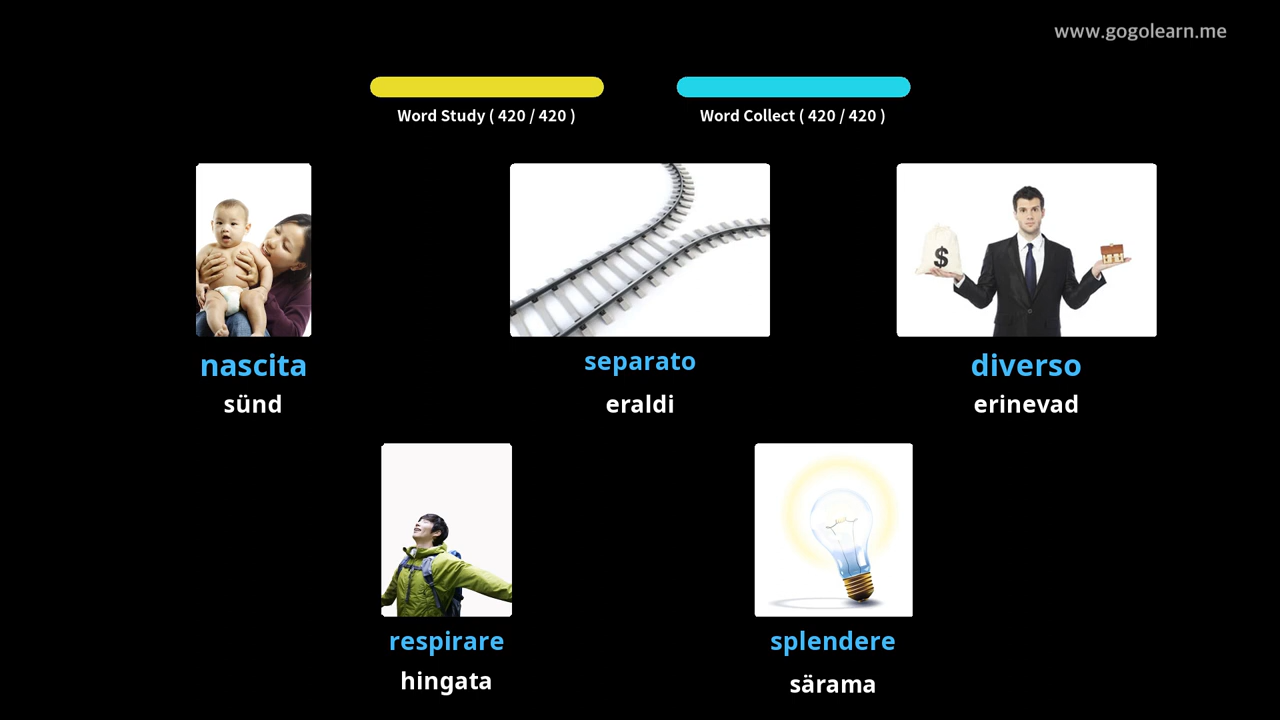 www.gogolearn.me
Word Study ( 420 / 420 )
Word Collect ( 420 / 420 )
$
nascita
separato
diverso
sünd
eraldi
erinevad
respirare
splendere
hingata
särama